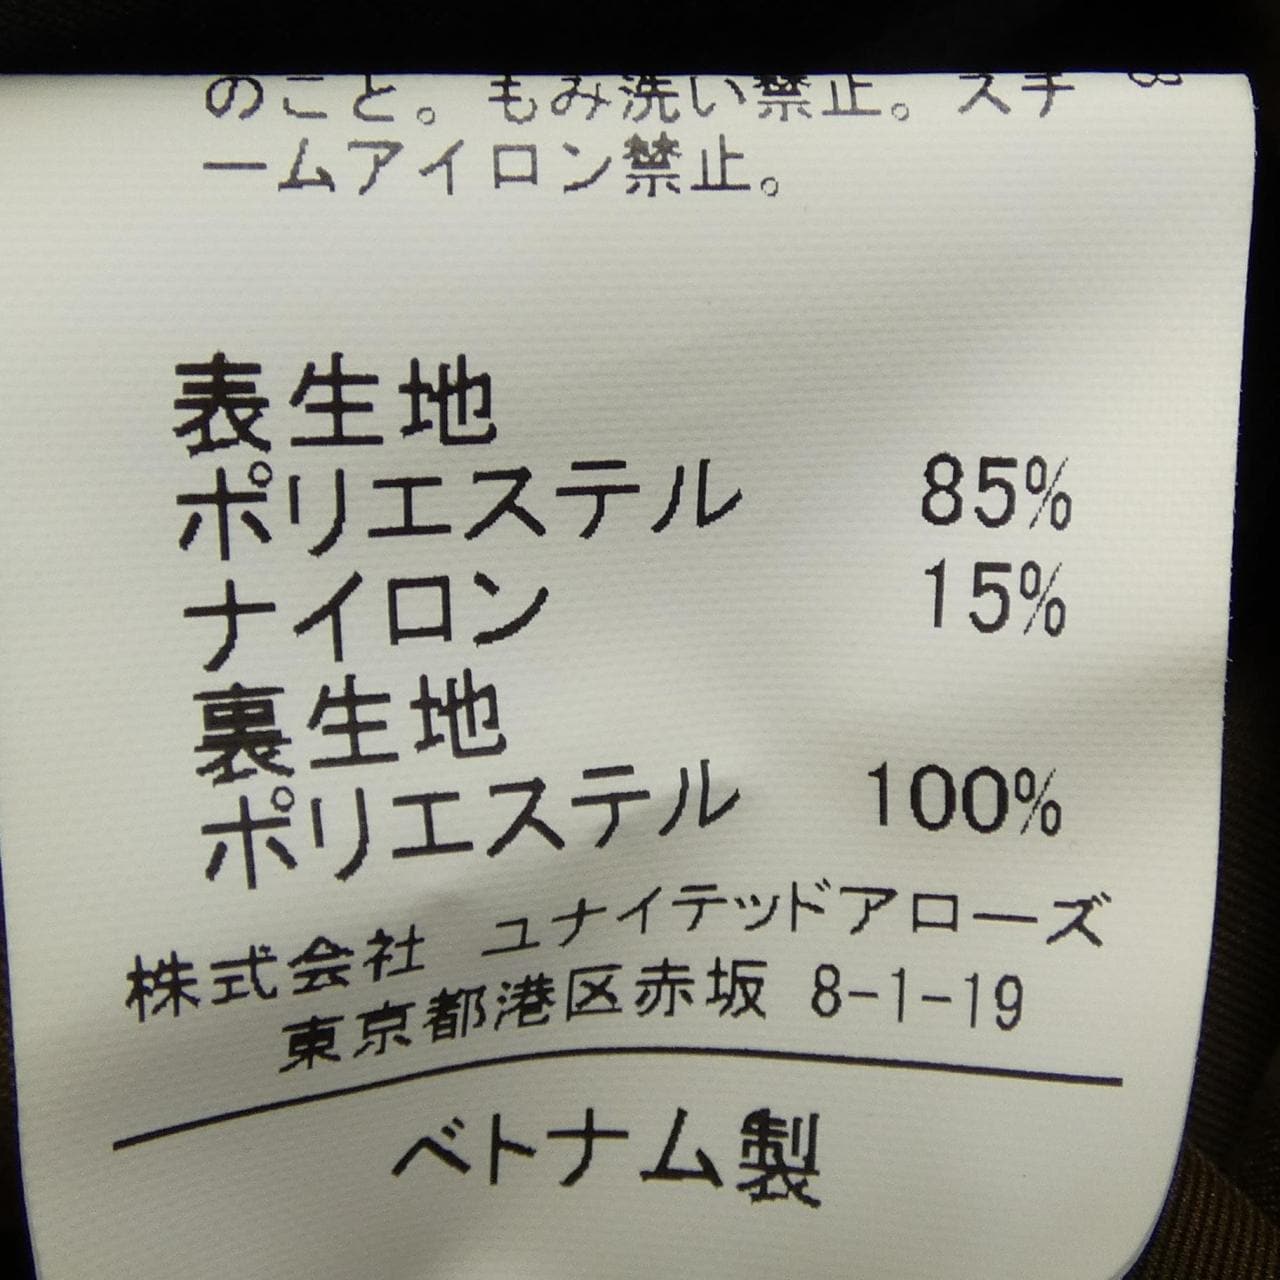 のこと。もみ洗い禁止。スチ
ームアイロン禁止。
表生地
ポリエステル 85%
ナイロン 15%
裏生地
ポリエステル 100%
株式会社 ユナイテッドアローズ
東京都港区赤坂 8-1-19
ベトナム製